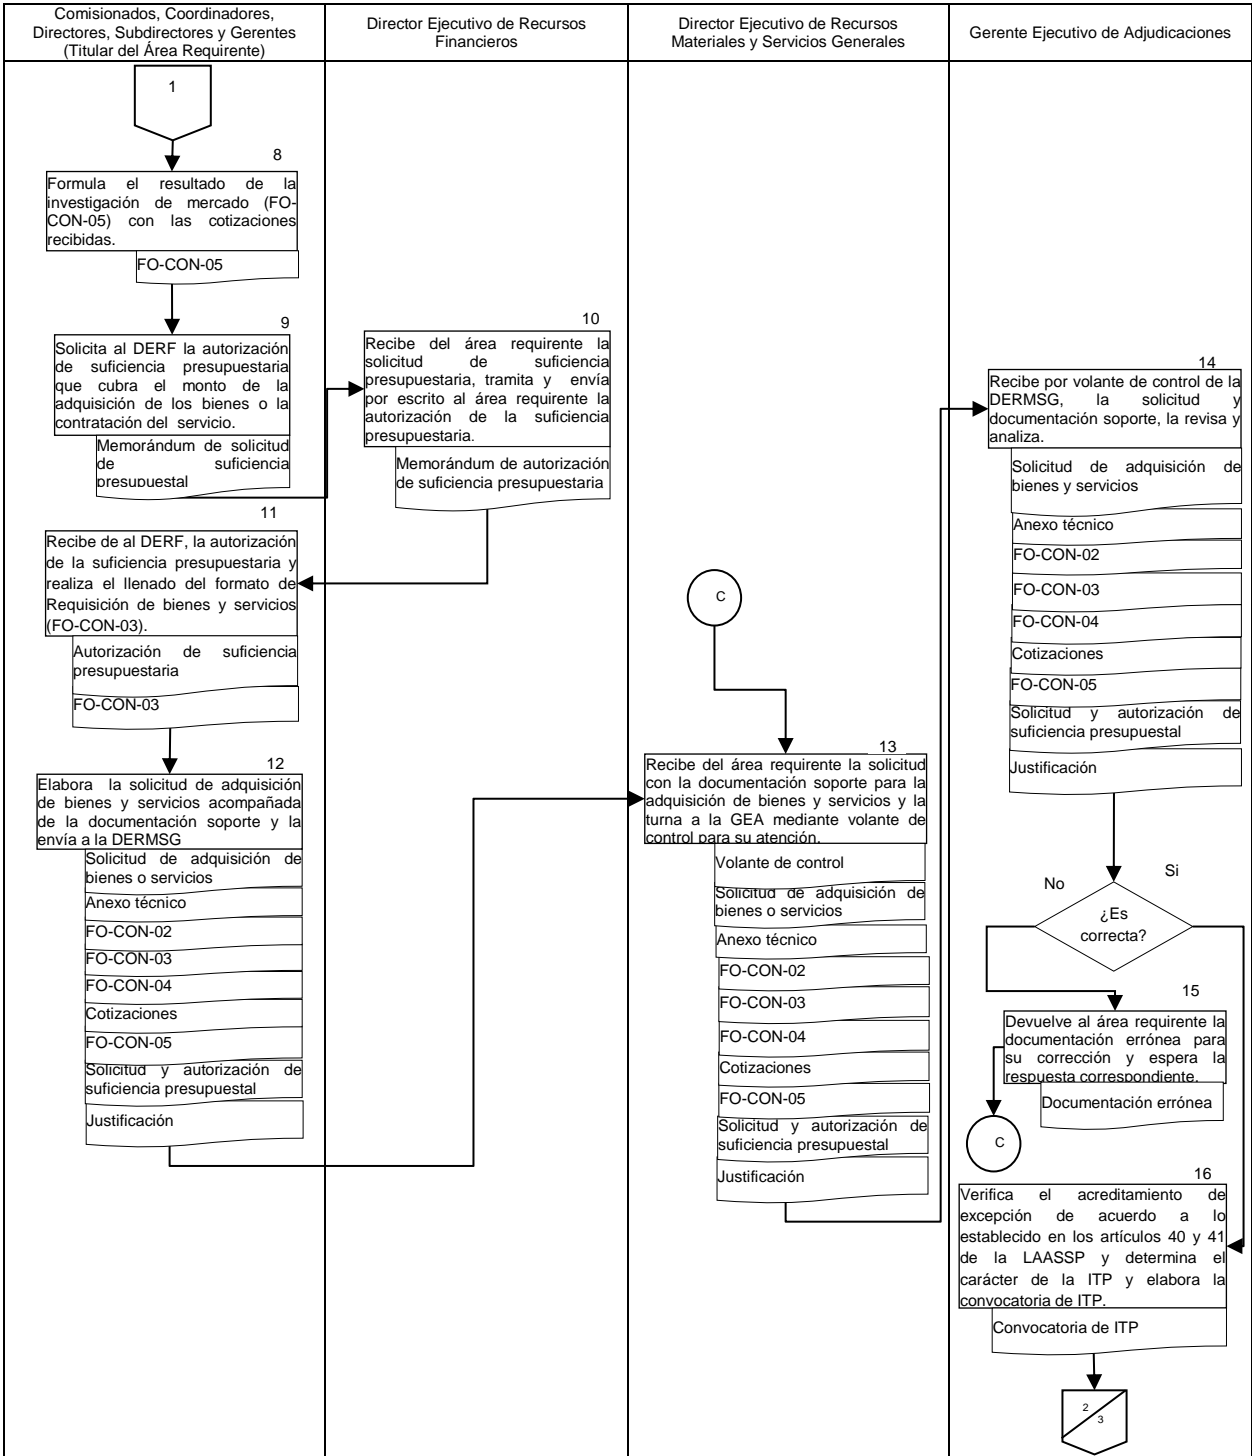 Comisionados, Coordinadores,
Directores, Subdirectores y Gerentes
(Titular del Área Requirente)
Director Ejecutivo de Recursos
Financieros
Director Ejecutivo de Recursos
Materiales y Servicios Generales
Gerente Ejecutivo de Adjudicaciones
1
8
Formula el resultado de la
investigación de mercado (FO-
CON-05) con las cotizaciones
recibidas.
FO-CON-05
9
Solicita al DERF la autorización
de suficiencia presupuestaria
que cubra el monto de la
adquisición de los bienes o la
contratación del servicio.
Memorándum de solicitud
de suficiencia
presupuestal
10
Recibe del área requirente la
solicitud de suficiencia
presupuestaria, tramita y envía
por escrito al área requirente la
autorización de la suficiencia
presupuestaria.
Memorándum de autorización
de suficiencia presupuestaria
11
Recibe de al DERF, la autorización
de la suficiencia presupuestaria y
realiza el llenado del formato de
Requisición de bienes y servicios
(FO-CON-03).
Autorización de suficiencia
presupuestaria
FO-CON-03
12
Elabora la solicitud de adquisición
de bienes y servicios acompañada
de la documentación soporte y la
envía a la DERMSG
Solicitud de adquisición de
bienes o servicios
Anexo técnico
FO-CON-02
FO-CON-03
FO-CON-04
Cotizaciones
FO-CON-05
Solicitud y autorización de
suficiencia presupuestal
Justificación
C
13
Recibe del área requirente la solicitud
con la documentación soporte para la
adquisición de bienes y servicios y la
turna a la GEA mediante volante de
control para su atención.
Volante de control
Solicitud de adquisición de
bienes o servicios
Anexo técnico
FO-CON-02
FO-CON-03
FO-CON-04
Cotizaciones
FO-CON-05
Solicitud y autorización de
suficiencia presupuestal
Justificación
14
Recibe por volante de control de la
DERMSG, la solicitud y
documentación soporte, la revisa y
analiza.
Solicitud de adquisición de
bienes y servicios
Anexo técnico
FO-CON-02
FO-CON-03
FO-CON-04
Cotizaciones
FO-CON-05
Solicitud y autorización de
suficiencia presupuestal
Justificación
No
Si
¿Es
correcta?
15
Devuelve al área requirente la
documentación errónea para
su corrección y espera la
respuesta correspondiente.
Documentación errónea
C
16
Verifica el acreditamiento de
excepción de acuerdo a lo
establecido en los artículos 40 y 41
de la LAASSP y determina el
carácter de la ITP y elabora la
convocatoria de ITP.
Convocatoria de ITP
2
3